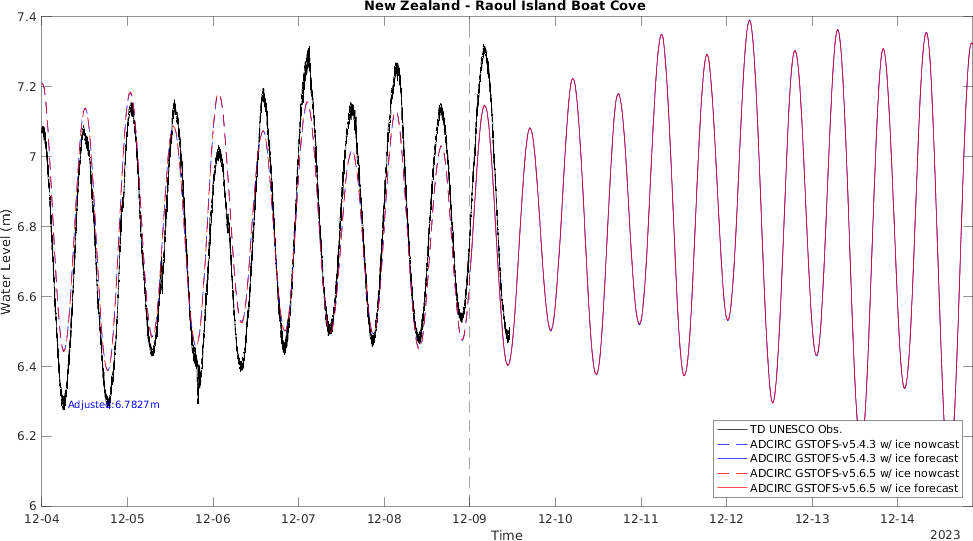 New Zealand - Raoul Island Boat Cove
7.4
7.2
7
6.8
6.6
6.4
6.2
6
Water Level (m)
Adjusted:6.7827m
TD UNESCO Obs.
ADCIRC GSTOFS-v5.4.3 w/ ice nowcast
ADCIRC GSTOFS-v5.4.3 w/ ice forecast
ADCIRC GSTOFS-v5.6.5 w/ ice nowcast
ADCIRC GSTOFS-v5.6.5 w/ ice forecast
12-04 12-05 12-06 12-07 12-08 12-09 12-10 12-11 12-12 12-13 12-14
Time
2023